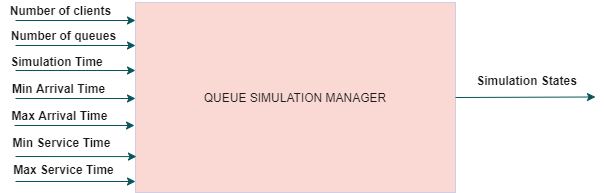 Number of clients
Number of queues
Simulation Time
Min Arrival Time
Max Arrival Time
Min Service Time
Max Service Time
QUEUE SIMULATION MANAGER
Simulation States